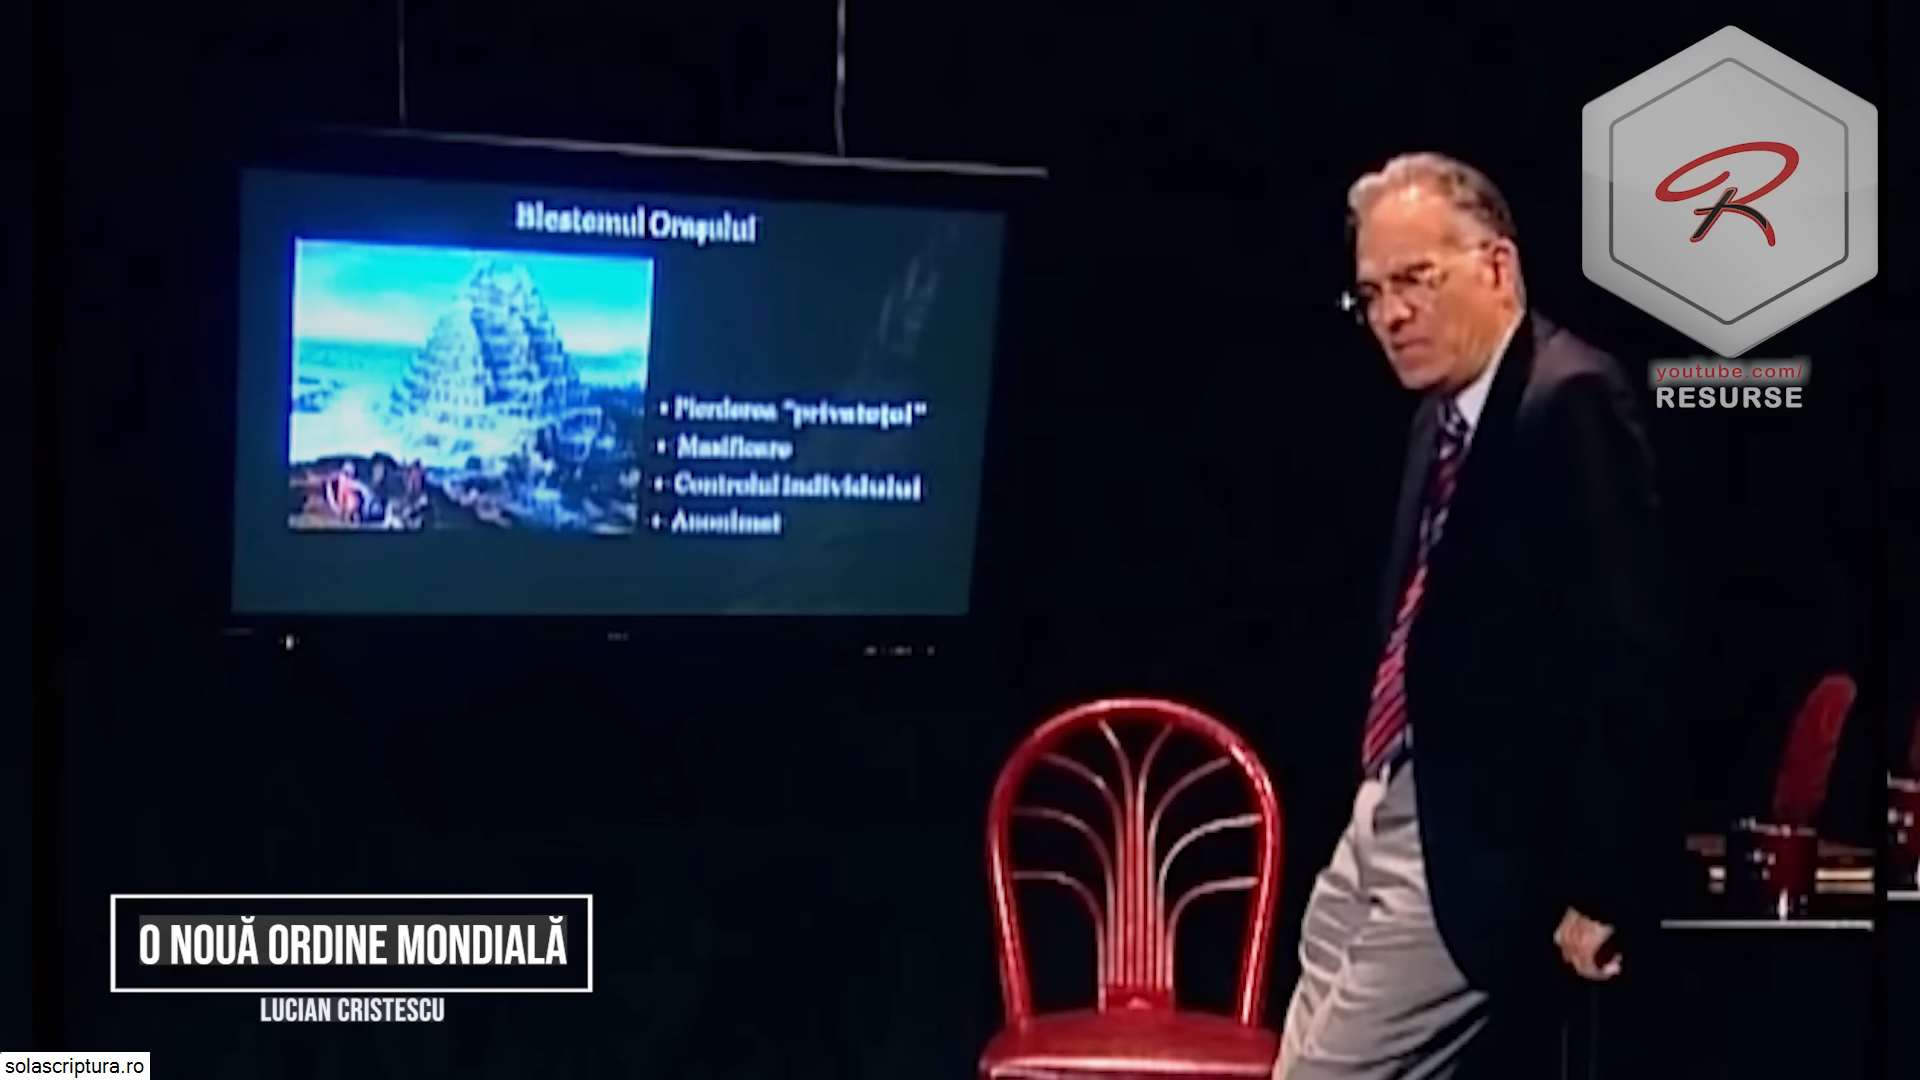 Blestemul Orașului
• Pierderea "privatului"
• Masificare
• Controlul individului
• Anonimat
R
youtube.com/
RESURSE
O NOUĂ ORDINE MONDIALĂ
LUCIAN CRISTESCU
solascriptura.ro